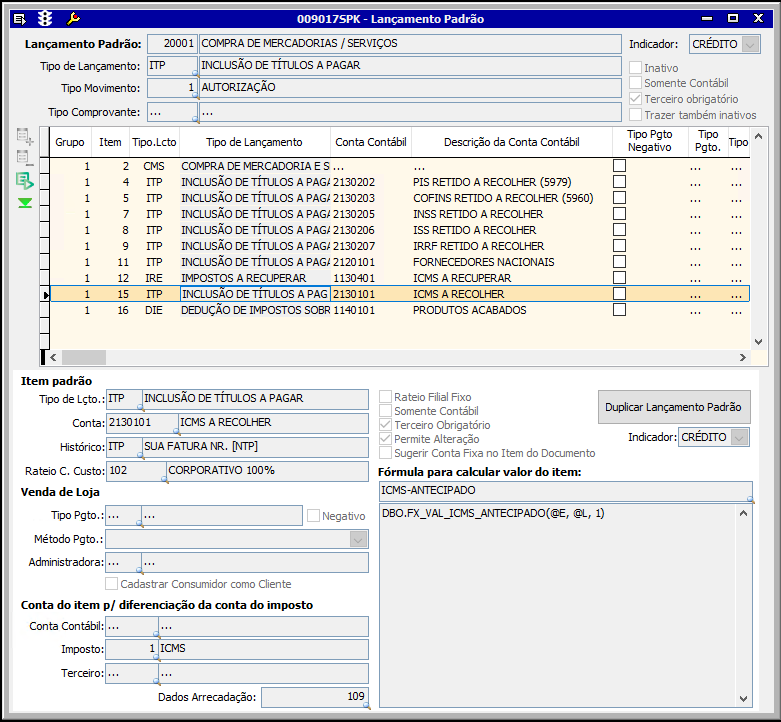 009017SPK - Lançamento Padrão
Lançamento Padrão: 20001 COMPRA DE MERCADORIAS / SERVIÇOS Indicador: CRÉDITO
Tipo de Lançamento: ITP INCLUSÃO DE TÍTULOS A PAGAR
Inativo
Tipo Movimento: 1 AUTORIZAÇÃO
Somente Contábil
Terceiro obrigatório
Tipo Comprovante: ... ...
Trazer também inativos
Grupo Item Tipo.Lcto Tipo de Lançamento Conta Contábil Descrição da Conta Contábil Tipo Pgto Negativo Tipo Pgto. Tipo
1 2 CMS COMPRA DE MERCADORIA E S ... ... ... ...
1 4 ITP INCLUSÃO DE TÍTULOS A PAGA 2130202 PIS RETIDO A RECOLHER (5979) ... ...
1 5 ITP INCLUSÃO DE TÍTULOS A PAGA 2130203 COFINS RETIDO A RECOLHER (5960) ... ...
1 7 ITP INCLUSÃO DE TÍTULOS A PAGA 2130205 INSS RETIDO A RECOLHER ... ...
1 8 ITP INCLUSÃO DE TÍTULOS A PAGA 2130206 ISS RETIDO A RECOLHER ... ...
1 9 ITP INCLUSÃO DE TÍTULOS A PAGA 2130207 IRRF RETIDO A RECOLHER ... ...
1 11 ITP INCLUSÃO DE TÍTULOS A PAGA 2120101 FORNECEDORES NACIONAIS ... ...
1 12 IRE IMPOSTOS A RECUPERAR 1130401 ICMS A RECUPERAR ... ...
1 15 ITP INCLUSÃO DE TÍTULOS A PAG 2130101 ICMS A RECOLHER ... ...
1 16 DIE DEDUÇÃO DE IMPOSTOS SOBR 1140101 PRODUTOS ACABADOS ... ...
Item padrão
Tipo de Lçto.: ITP INCLUSÃO DE TÍTULOS A PAGAR
Conta: 2130101 ICMS A RECOLHER
Histórico: ITP SUA FATURA NR. [NTP]
Rateio C. Custo: 102 CORPORATIVO 100%
Rateio Filial Fixo
Somente Contábil
Terceiro Obrigatório
Permite Alteração
Sugerir Conta Fixa no Item do Documento
Duplicar Lançamento Padrão
Indicador: CRÉDITO
Venda de Loja
Tipo Pgto.: ... ... Negativo
Método Pgto.:
Administradora: ... ...
Cadastrar Consumidor como Cliente
Conta do item p/ diferenciação da conta do imposto
Conta Contábil: ... ...
Imposto: 1 ICMS
Terceiro: ... ...
Dados Arrecadação: 109
Fórmula para calcular valor do item:
ICMS-ANTECIPADO
DBO.FX_VAL_ICMS_ANTECIPADO(@E, @L, 1)